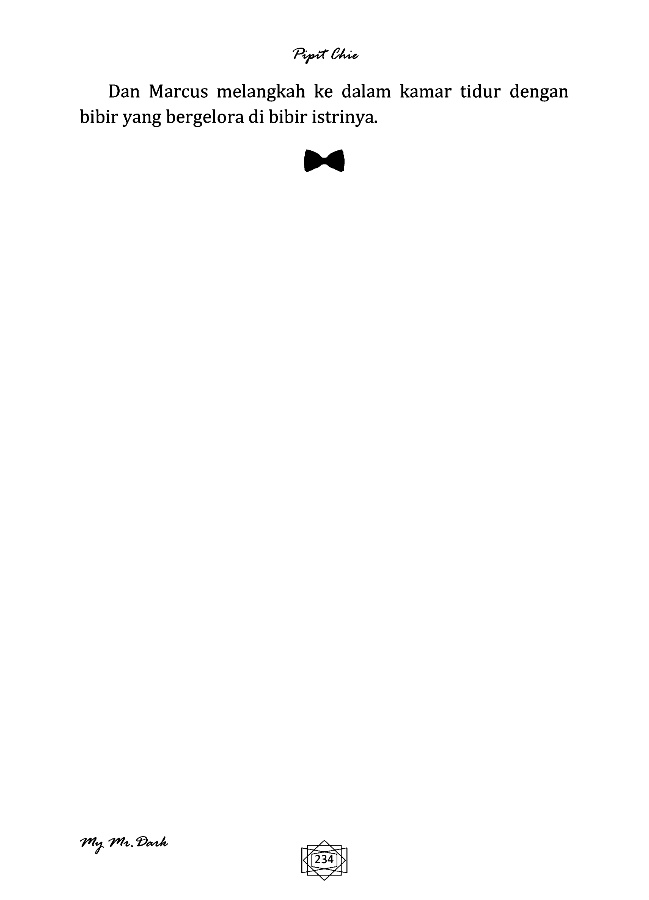 Pipit Chie
Dan Marcus melangkah ke dalam kamar tidur dengan
bibir yang bergelora di bibir istrinya.
My Mr. Dark
234